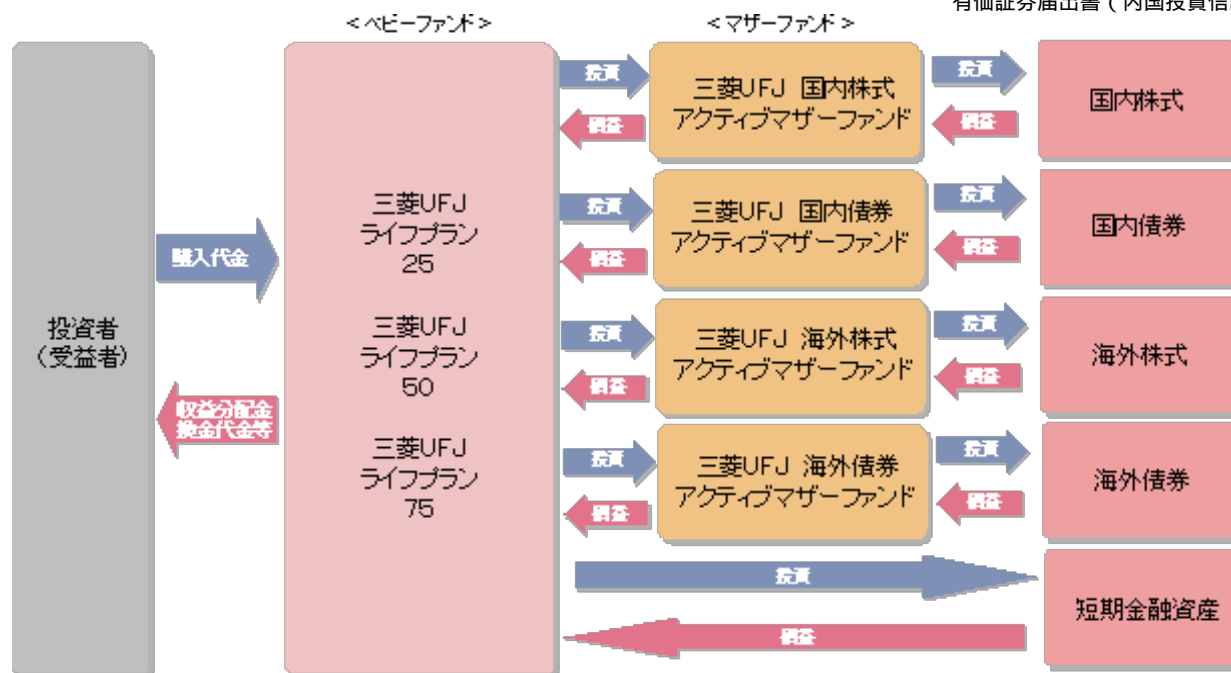 有価証券届出書(内国投資信
<ベビーファンド>
<マザーファンド>
投資者
(受益者)
購入代金
収益分配金
換金代金等
三菱UFJ
ライフプラン
25
三菱UFJ
ライフプラン
50
三菱UFJ
ライフプラン
75
投資
損益
三菱UFJ 国内株式
アクティブマザーファンド
投資
損益
国内株式
投資
損益
三菱UFJ 国内債券
アクティブマザーファンド
投資
損益
国内債券
投資
損益
三菱UFJ 海外株式
アクティブマザーファンド
投資
損益
海外株式
投資
損益
三菱UFJ 海外債券
アクティブマザーファンド
投資
損益
海外債券
投資
損益
短期金融資産